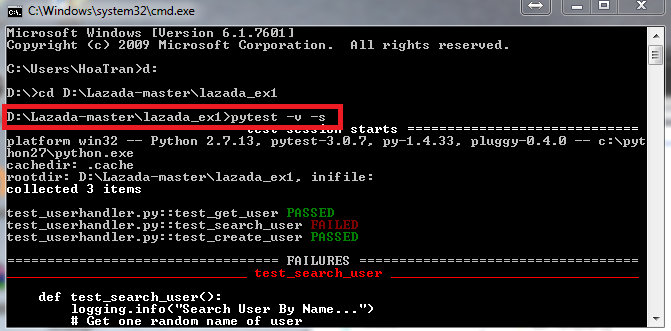 C:\Windows\system32\cmd.exe
Microsoft Windows [Version 6.1.7601]
Copyright (c) 2009 Microsoft Corporation.  All rights reserved.
C:\Users\HoaTran>d:
D:\>cd D:\Lazada-master\lazada_ex1
D:\Lazada-master\lazada_ex1>pytest -v -s
============================= test session starts =============================
platform win32 -- Python 2.7.13, pytest-3.0.7, py-1.4.33, pluggy-0.4.0 -- c:\pyt
hon27\python.exe
cachedir: .cache
rootdir: D:\Lazada-master\lazada_ex1, inifile:
collected 3 items
test_userhandler.py::test_get_user PASSED
test_userhandler.py::test_search_user FAILED
test_userhandler.py::test_create_user PASSED
================================== FAILURES ===================================
______________________________ test_search_user _______________________________
    def test_search_user():
        logging.info("Search User By Name...")
        # Get one random name of user